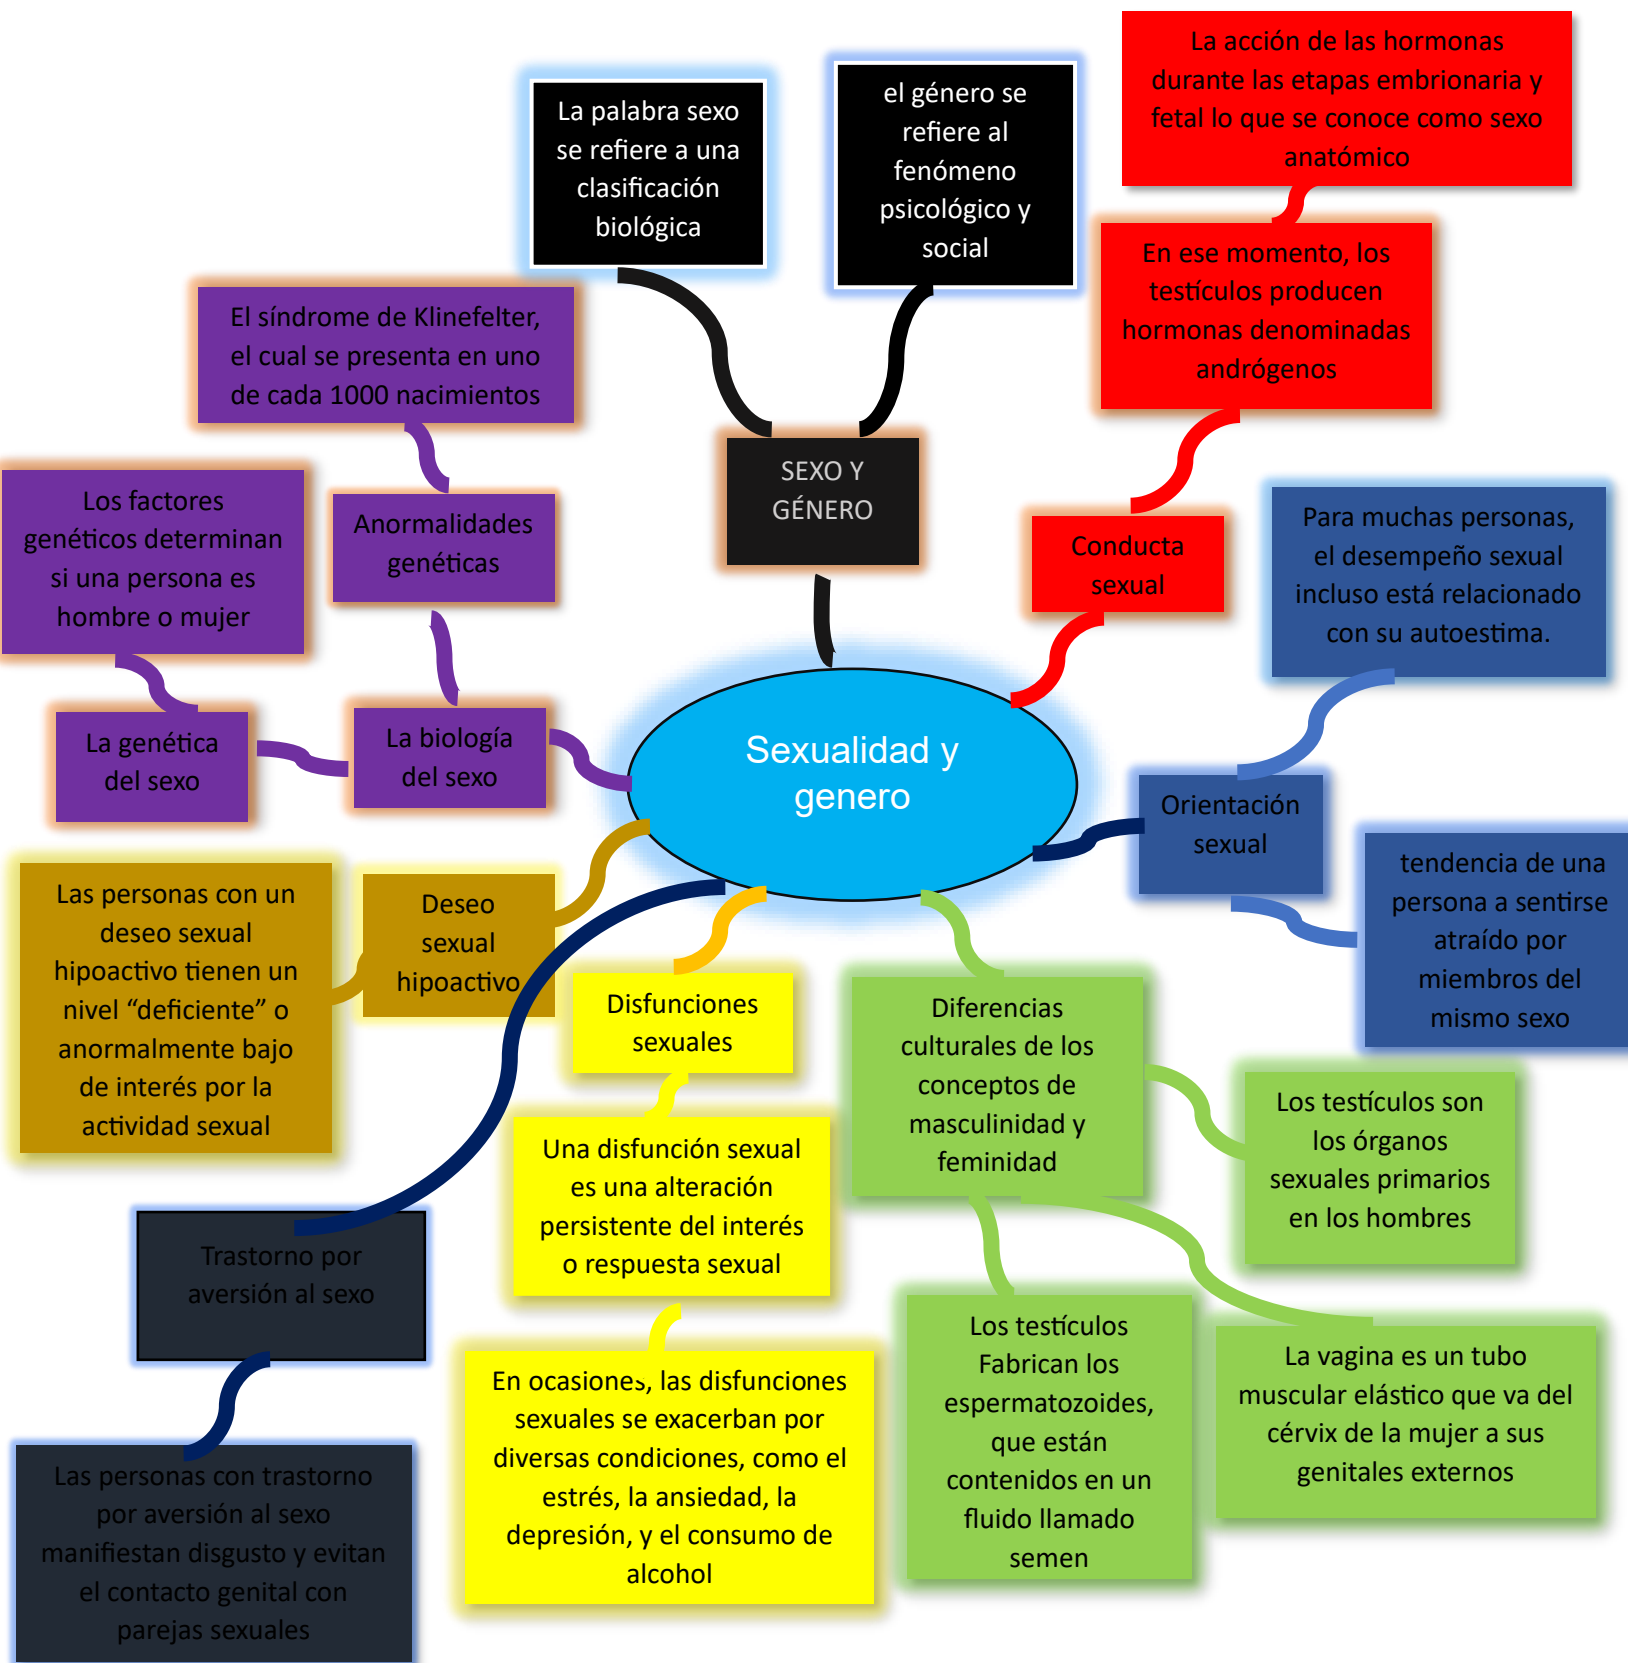 La acción de las hormonas
durante las etapas embrionaria y
fetal lo que se conoce como sexo
anatómico
La palabra sexo
se refiere a una
clasificación
biológica
el género se
refiere al
fenómeno
psicológico y
social
En ese momento, los
testículos producen
hormonas denominadas
andrógenos
El síndrome de Klinefelter,
el cual se presenta en uno
de cada 1000 nacimientos
SEXO Y
GÉNERO
Los factores
genéticos determinan
si una persona es
hombre o mujer
Anormalidades
genéticas
Conducta
sexual
Para muchas personas,
el desempeño sexual
incluso está relacionado
con su autoestima.
La genética
del sexo
La biología
del sexo
Sexualidad y
genero
Orientación
sexual
tendencia de una
persona a sentirse
atraído por
miembros del
mismo sexo
Las personas con un
deseo sexual
hipoactivo tienen un
nivel “deficiente” o
anormalmente bajo
de interés por la
actividad sexual
Deseo
sexual
hipoactivo
Disfunciones
sexuales
Diferencias
culturales de los
conceptos de
masculinidad y
feminidad
Los testículos son
los órganos
sexuales primarios
en los hombres
Una disfunción sexual
es una alteración
persistente del interés
o respuesta sexual
Trastorno por
aversión al sexo
Los testículos
Fabrican los
espermatozoides,
que están
contenidos en un
fluido llamado
semen
La vagina es un tubo
muscular elástico que va del
cérvix de la mujer a sus
genitales externos
En ocasiones, las disfunciones
sexuales se exacerban por
diversas condiciones, como el
estrés, la ansiedad, la
depresión, y el consumo de
alcohol
Las personas con trastorno
por aversión al sexo
manifiestan disgusto y evitan
el contacto genital con
parejas sexuales